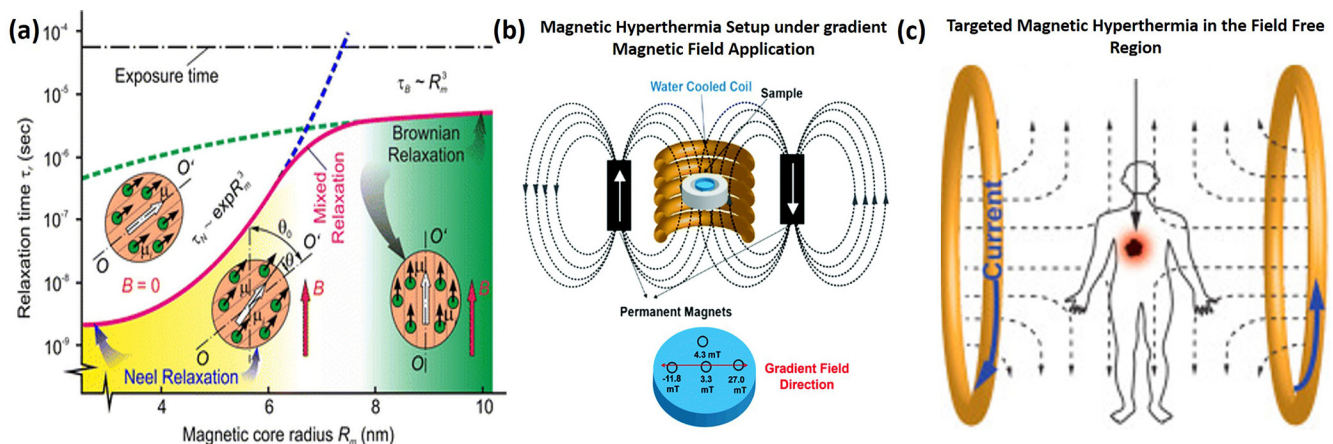 (a)
10⁻⁴
10⁻⁵
10⁻⁶
10⁻⁷
10⁻⁸
10⁻⁹
Relaxation time τ, (sec)
Exposure time
τB ~ R³m
Brownian
Relaxation
Mixed
Relaxation
τN ~ expR³m
O'
μ
μ
O
B = 0
θ₀
O'
θ
μ
μ
B
O
O'
μ
μ
B
O
Neel Relaxation
4
6
8
10
Magnetic core radius Rm (nm)
(b)
Magnetic Hyperthermia Setup under gradient
Magnetic Field Application
Water Cooled Coil
Sample
Permanent Magnets
4.3 mT
-11.8
mT
3.3
mT
27.0
mT
Gradient Field
Direction
(c)
Targeted Magnetic Hyperthermia in the Field Free
Region
Current